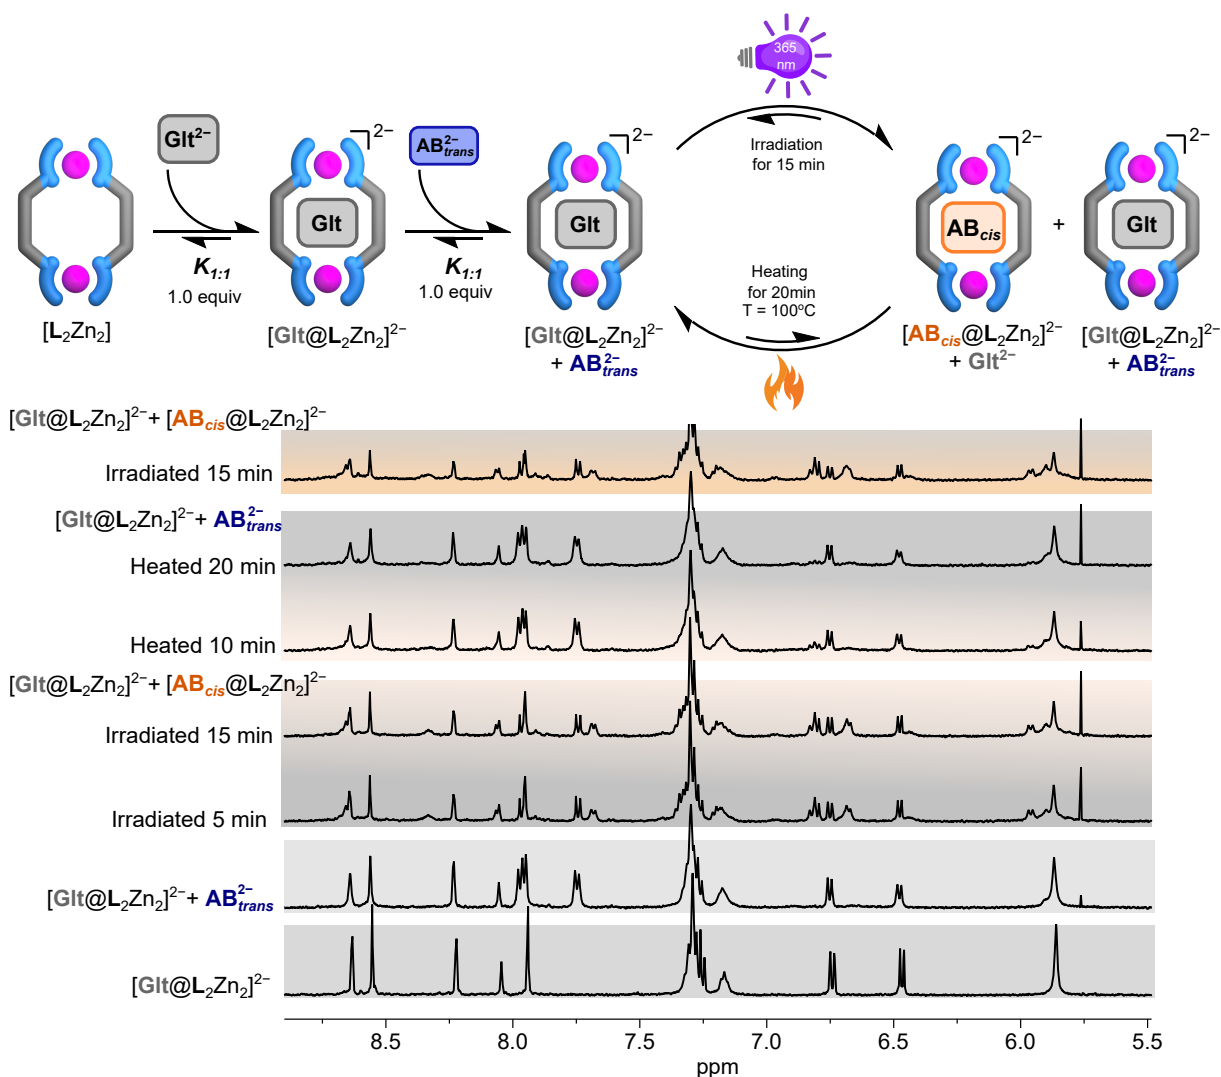 365
nm
Irradiation
for 15 min
Glt²⁻
K1:1
1.0 equiv
[L₂Zn₂]
]²⁻
Glt
[Glt@L₂Zn₂]²⁻
AB²⁻trans
K1:1
1.0 equiv
]²⁻
Glt
[Glt@L₂Zn₂]²⁻
+ AB²⁻trans
Heating
for 20min
T = 100ºC
]²⁻
ABcis
[ABcis@L₂Zn₂]²⁻
+ Glt²⁻
+
]²⁻
Glt
[Glt@L₂Zn₂]²⁻
+ AB²⁻trans
[Glt@L₂Zn₂]²⁻+ [ABcis@L₂Zn₂]²⁻
Irradiated 15 min
[Glt@L₂Zn₂]²⁻+ AB²⁻trans
Heated 20 min
Heated 10 min
[Glt@L₂Zn₂]²⁻+ [ABcis@L₂Zn₂]²⁻
Irradiated 15 min
Irradiated 5 min
[Glt@L₂Zn₂]²⁻+ AB²⁻trans
[Glt@L₂Zn₂]²⁻
8.5 8.0 7.5 7.0 6.5 6.0 5.5
ppm